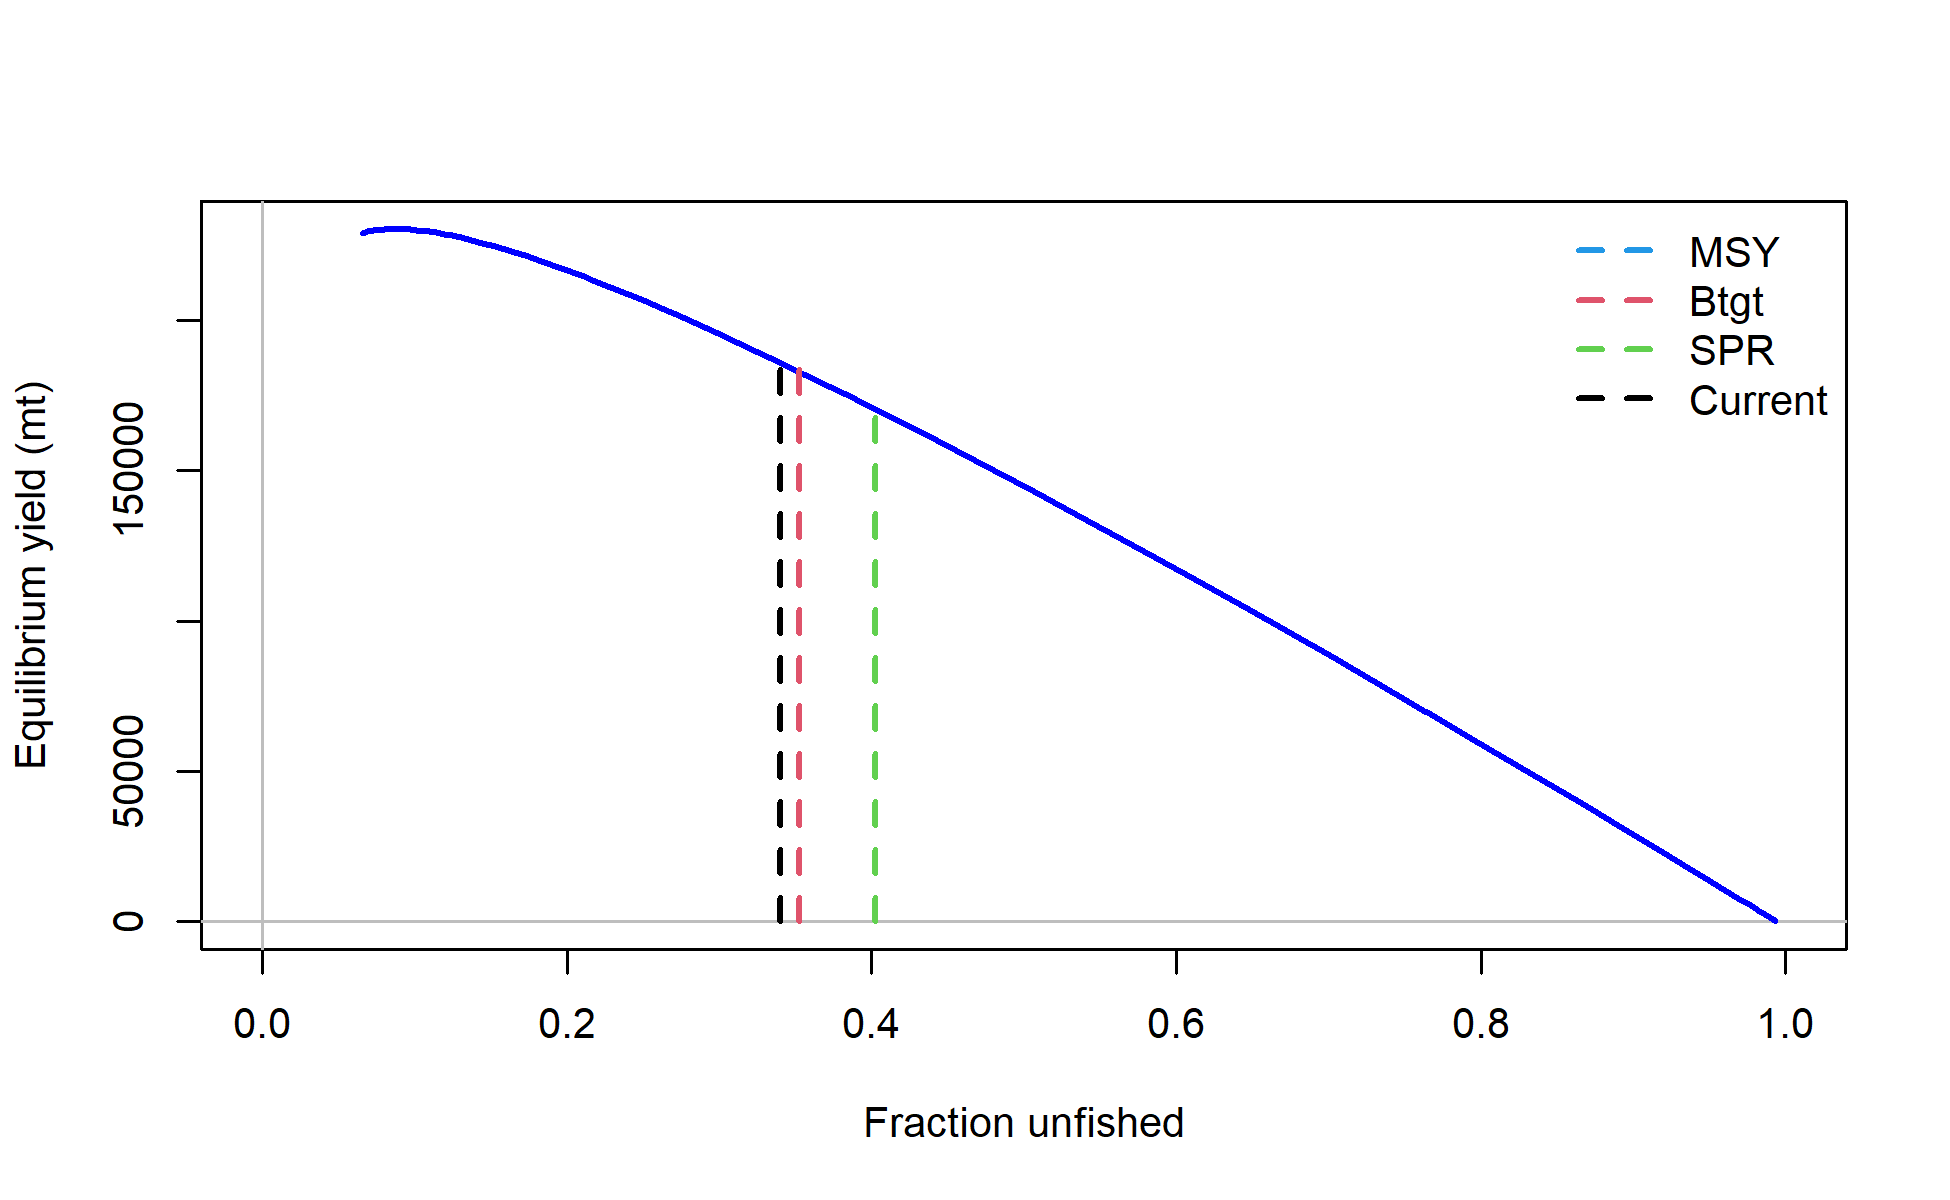 MSY
Btgt
SPR
Current
Equilibrium yield (mt)
150000
50000
0
0.0 0.2 0.4 0.6 0.8 1.0
Fraction unfished